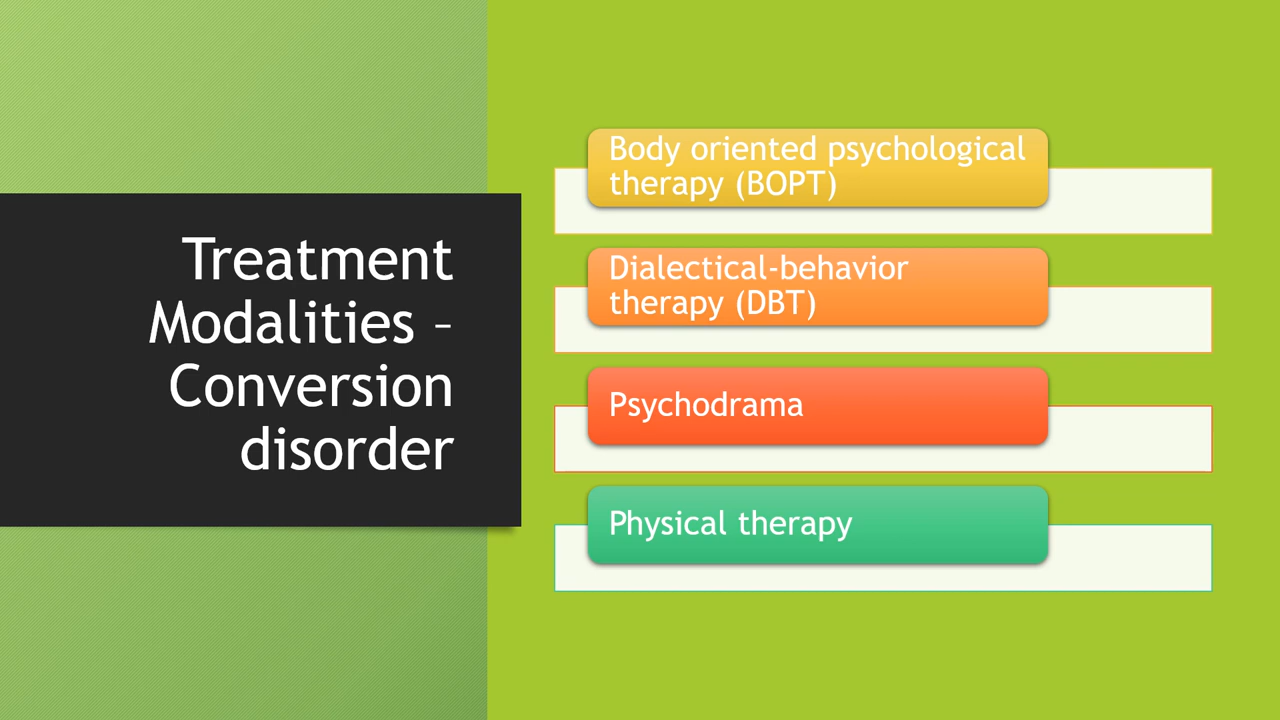 Treatment
Modalities –
Conversion
disorder
Body oriented psychological
therapy (BOPT)
Dialectical-behavior
therapy (DBT)
Psychodrama
Physical therapy